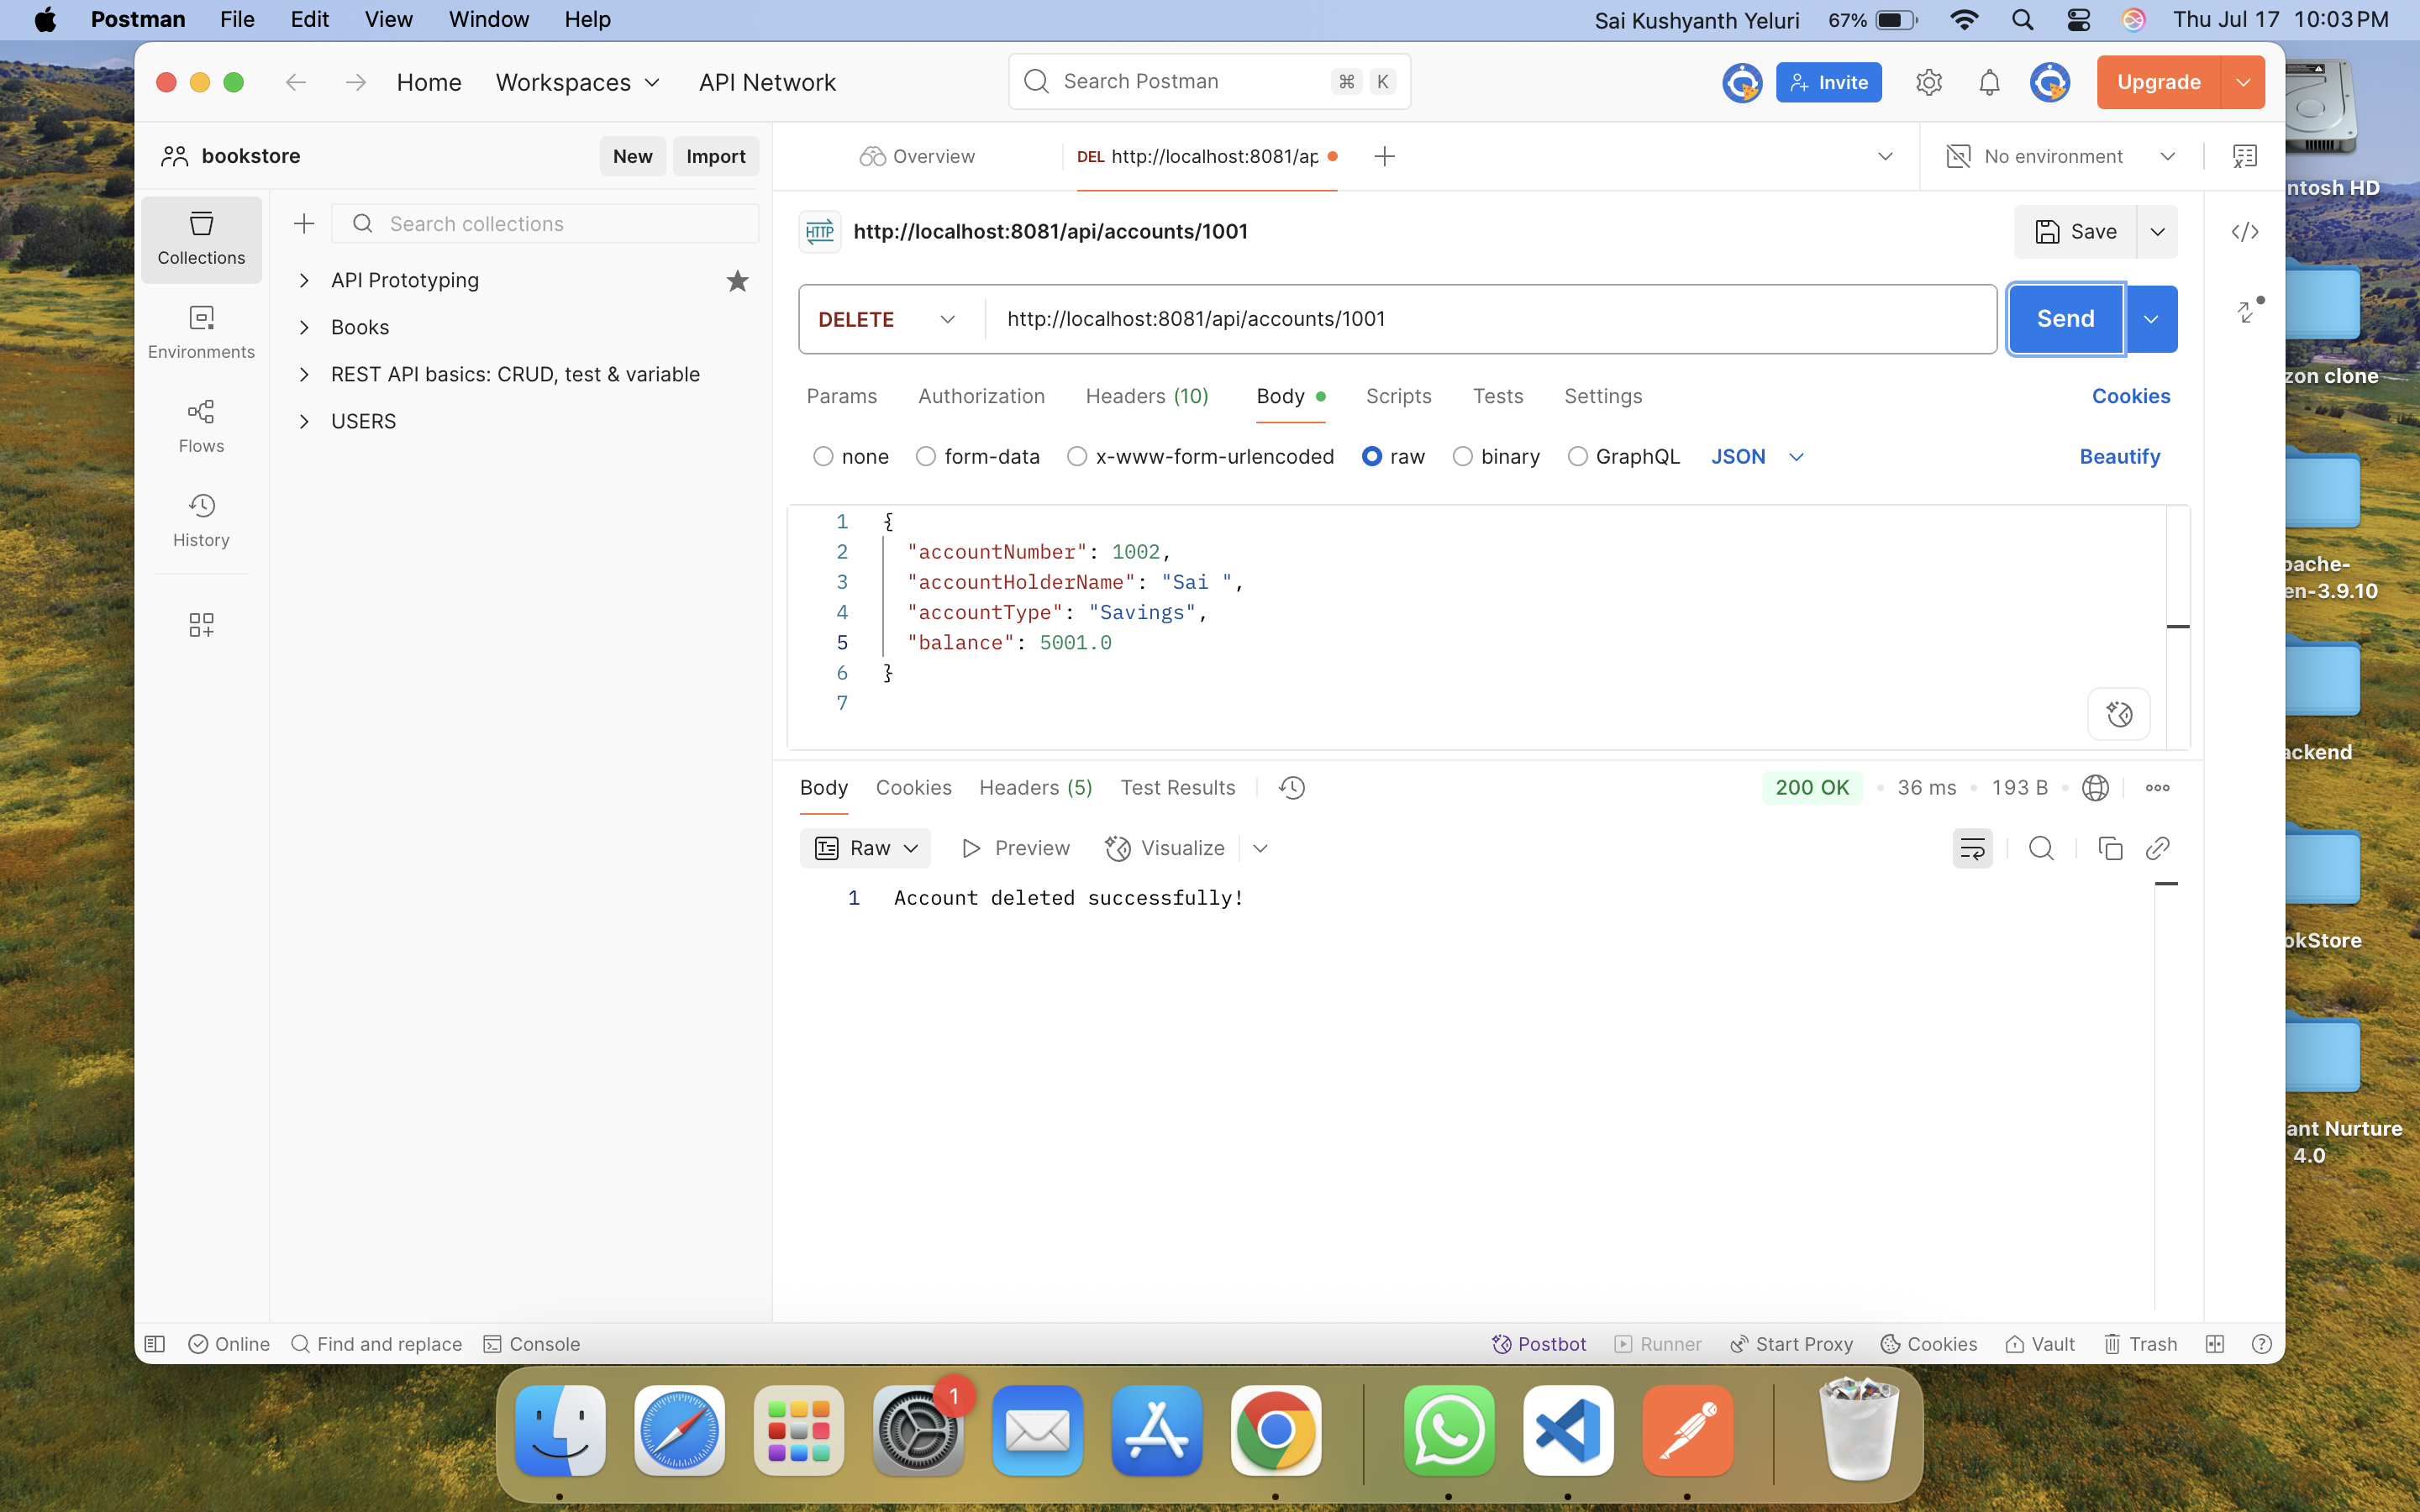 Postman File Edit View Window Help Sai Kushyanth Yeluri 67% Thu Jul 17 10:03 PM
Home Workspaces API Network Search Postman ⌘ K Invite Upgrade
bookstore New Import Overview DEL http://localhost:8081/ap No environment
ntosh HD
Search collections
HTTP http://localhost:8081/api/accounts/1001 Save </>
Collections
API Prototyping
Books
REST API basics: CRUD, test & variable
USERS
Environments
Flows
History
DELETE http://localhost:8081/api/accounts/1001 Send
zon clone
Params Authorization Headers (10) Body Scripts Tests Settings Cookies
none form-data x-www-form-urlencoded raw binary GraphQL JSON Beautify
1 {
2 "accountNumber": 1002,
3 "accountHolderName": "Sai ",
4 "accountType": "Savings",
5 "balance": 5001.0
6 }
7
pache-
en-3.9.10
ackend
Body Cookies Headers (5) Test Results 200 OK 36 ms 193 B
Raw Preview Visualize
1 Account deleted successfully!
okStore
ant Nurture
4.0
Online Find and replace Console Postbot Runner Start Proxy Cookies Vault Trash
1